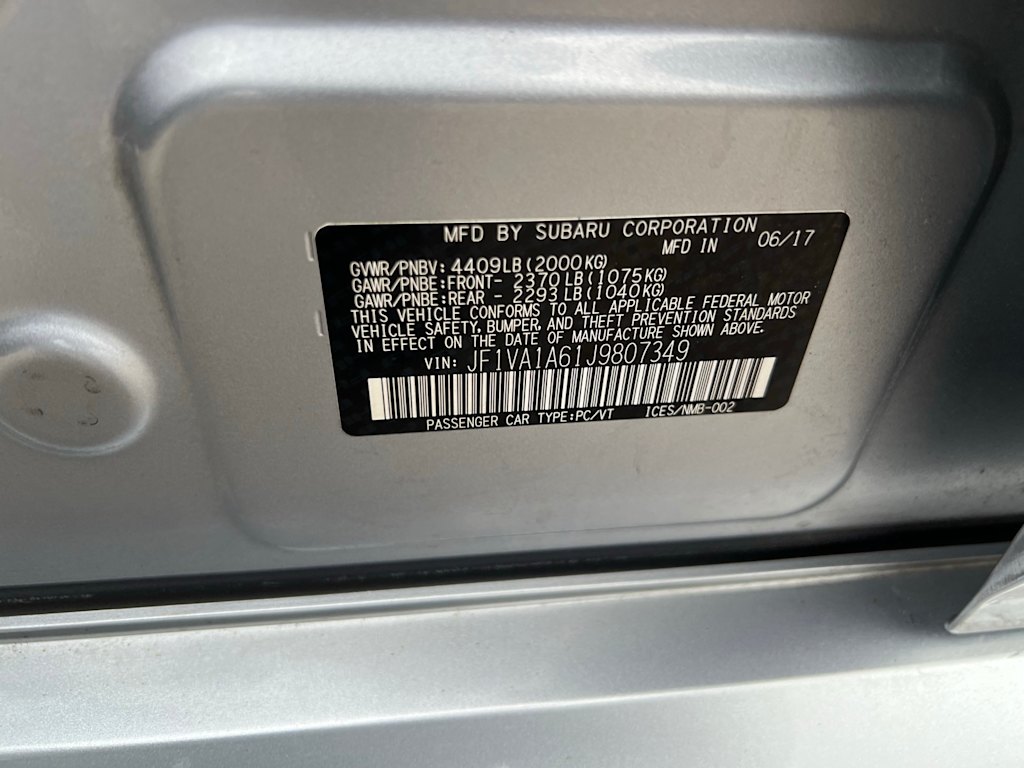 MFD BY SUBARU CORPORATION
MFD IN 06/17
GVWR/PNBV: 4409LB(2000KG)
GAWR/PNBE:FRONT- 2370LB(1075KG)
GAWR/PNBE:REAR - 2293LB(1040KG)
THIS VEHICLE CONFORMS TO ALL APPLICABLE FEDERAL MOTOR
VEHICLE SAFETY, BUMPER, AND THEFT PREVENTION STANDARDS
IN EFFECT ON THE DATE OF MANUFACTURE SHOWN ABOVE.
VIN: JF1VA1A61J9807349
PASSENGER CAR TYPE:PC/VT ICES/NMB-002